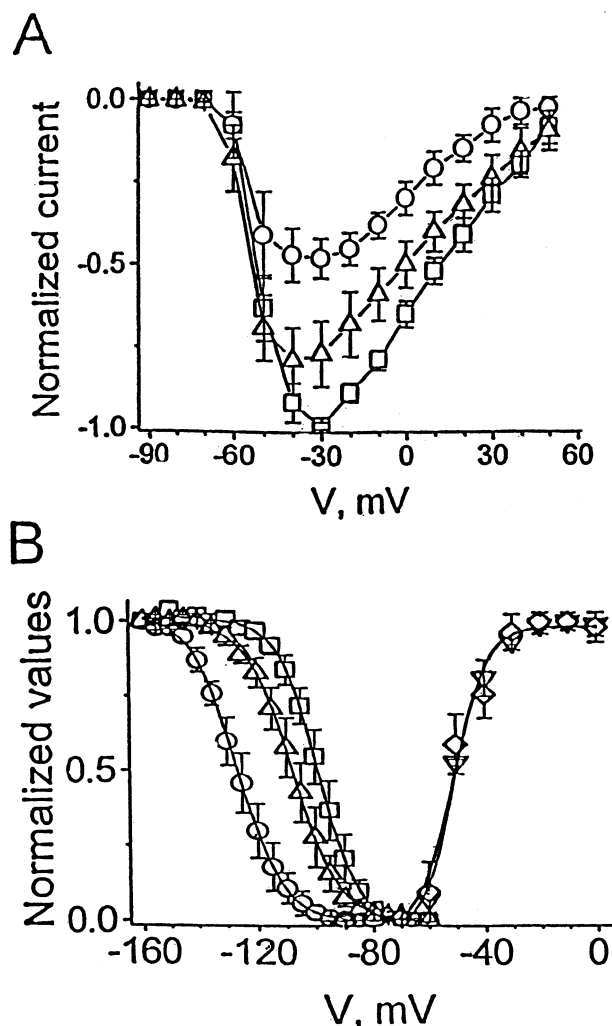 A
Normalized current
0.0
-0.5
-1.0
-90 -60 -30 0 30 60
V, mV
B
Normalized values
1.0
0.5
0.0
-160 -120 -80 -40 0
V, mV